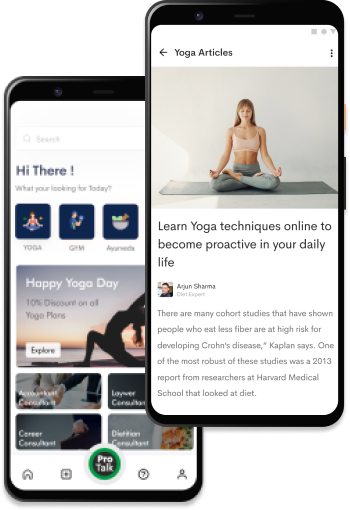 Yoga Articles
Learn Yoga techniques online to
become proactive in your daily
life
Arjun Sharma
Diet Expert
There are many cohort studies that have shown
people who eat less fiber are at high risk for
developing Crohn's disease," Kaplan says. One
of the most robust of these studies was a 2013
report from researchers at Harvard Medical
School that looked at diet.
Search
Hi There !
What your looking for Today?
YOGA
GYM
Ayurveda
Happy Yoga Day
10% Discount on all
Yoga Plans
Explore
Accountant
Consultant
Laywer
Consultan
Career
Consultant
Dietitian
Consultan
Pro
Talk